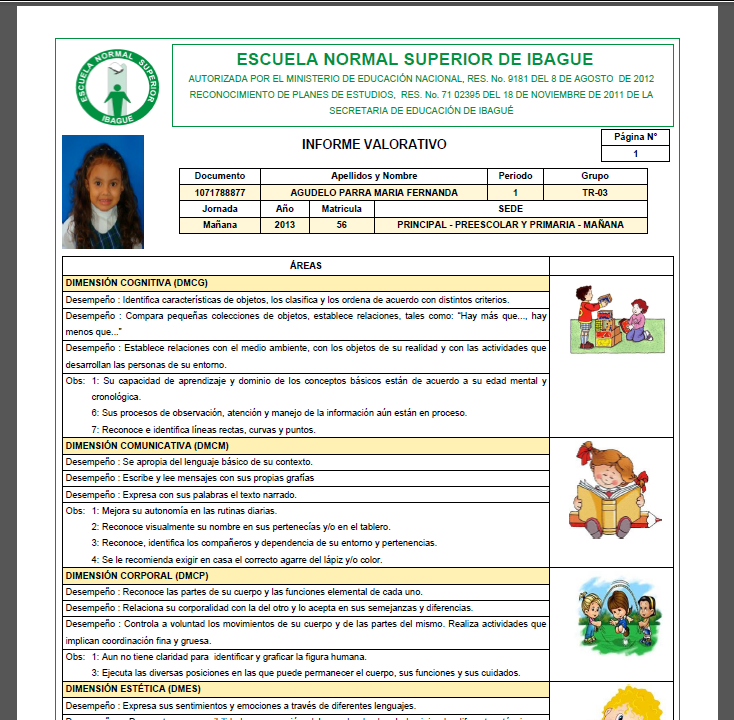 ESCUELA NORMAL SUPERIOR
IBAGUE
ESCUELA NORMAL SUPERIOR DE IBAGUE
AUTORIZADA POR EL MINISTERIO DE EDUCACIÓN NACIONAL, RES. No. 9181 DEL 8 DE AGOSTO DE 2012
RECONOCIMIENTO DE PLANES DE ESTUDIOS, RES. No. 71 02395 DEL 18 DE NOVIEMBRE DE 2011 DE LA
SECRETARIA DE EDUCACIÓN DE IBAGUÉ
INFORME VALORATIVO
Página N°
1
Documento Apellidos y Nombre Periodo Grupo
1071788877 AGUDELO PARRA MARIA FERNANDA 1 TR-03
Jornada Año Matricula SEDE
Mañana 2013 56 PRINCIPAL - PREESCOLAR Y PRIMARIA - MAÑANA
ÁREAS
DIMENSIÓN COGNITIVA (DMCG)
Desempeño : Identifica características de objetos, los clasifica y los ordena de acuerdo con distintos criterios.
Desempeño : Compara pequeñas colecciones de objetos, establece relaciones, tales como: “Hay más que..., hay
menos que...”
Desempeño : Establece relaciones con el medio ambiente, con los objetos de su realidad y con las actividades que
desarrollan las personas de su entorno.
Obs: 1: Su capacidad de aprendizaje y dominio de los conceptos básicos están de acuerdo a su edad mental y
cronológica.
6: Sus procesos de observación, atención y manejo de la información aún están en proceso.
7: Reconoce e identifica líneas rectas, curvas y puntos.
DIMENSIÓN COMUNICATIVA (DMCM)
Desempeño : Se apropia del lenguaje básico de su contexto.
Desempeño : Escribe y lee mensajes con sus propias grafías
Desempeño : Expresa con sus palabras el texto narrado.
Obs: 1: Mejora su autonomía en las rutinas diarias.
2: Reconoce visualmente su nombre en sus pertenecías y/o en el tablero.
3: Reconoce, identifica los compañeros y dependencia de su entorno y pertenencias.
4: Se le recomienda exigir en casa el correcto agarre del lápiz y/o color.
DIMENSIÓN CORPORAL (DMCP)
Desempeño : Reconoce las partes de su cuerpo y las funciones elemental de cada uno.
Desempeño : Relaciona su corporalidad con la del otro y lo acepta en sus semejanzas y diferencias.
Desempeño : Controla a voluntad los movimientos de su cuerpo y de las partes del mismo. Realiza actividades que
implican coordinación fina y gruesa.
Obs: 1: Aun no tiene claridad para identificar y graficar la figura humana.
3: Ejecuta las diversas posiciones en las que puede permanecer el cuerpo, sus funciones y sus cuidados.
DIMENSIÓN ESTÉTICA (DMES)
Desempeño : Expresa sus sentimientos y emociones a través de diferentes lenguajes.